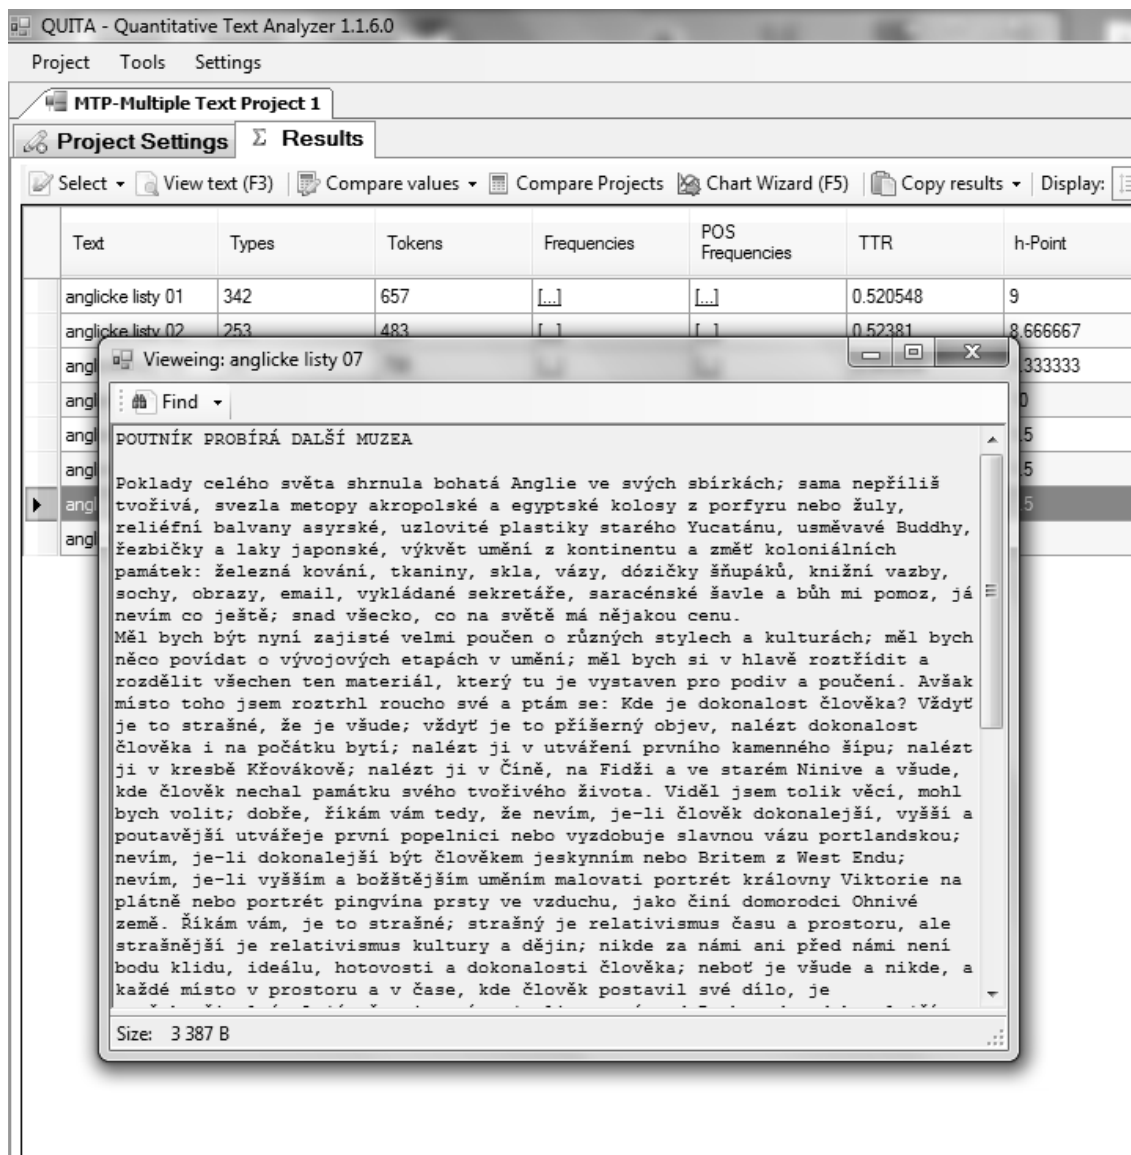 QUITA - Quantitative Text Analyzer 1.1.6.0
Project Tools Settings
MTP-Multiple Text Project 1
Project Settings Σ Results
Select View text (F3) Compare values Compare Projects Chart Wizard (F5) Copy results Display:
Text Types Tokens Frequencies POS Frequencies TTR h-Point
anglicke listy 01 342 657 [...] [...] 0.520548 9
anglicke listy 02 253 483 0.52381 8.666667
angl .333333
angl 0
angl .5
angl .5
angl .5
angl
Vieweing: anglicke listy 07
Find
POUTNÍK PROBÍRÁ DALŠÍ MUZEA
Poklady celého světa shrnula bohatá Anglie ve svých sbírkách; sama nepříliš
tvořivá, svezla metopy akropolské a egyptské kolosy z porfyru nebo žuly,
reliéfní balvany asyrské, uzlovité plastiky starého Yucatánu, usměvavé Buddhy,
žezbičky a laky japonské, výkvět umění z kontinentu a změť koloniálních
památek: železná kování, tkaniny, skla, vázy, dózičky šňupáků, knižní vazby,
sochy, obrazy, email, vykládané sekretáře, saracénské šavle a bůh mi pomoz, já
nevím co ještě; snad všecko, co na světě má nějakou cenu.
Měl bych být nyní zajisté velmi poučen o různých stylech a kulturách; měl bych
něco povídat o vývojových etapách v umění; měl bych si v hlavě roztřídit a
rozdělit všechen ten materiál, který tu je vystaven pro podiv a poučení. Avšak
místo toho jsem roztrhl roucho své a ptám se: Kde je dokonalost člověka? Vždyť
je to strašné, že je všude; vždyť je to příšerný objev, nalézt dokonalost
člověka i na počátku bytí; nalézt ji v utváření prvního kamenného šípu; nalézt
ji v kresbě Křovákově; nalézt ji v Číně, na Fidži a ve starém Ninive a všude,
kde člověk nechal památku svého tvořivého života. Viděl jsem tolik věcí, mohl
bych volit; dobře, říkám vám tedy, že nevím, je-li člověk dokonalejší, vyšší a
poutavější utvářeje první popelnici nebo vyzdobuje slavnou vázu portlandskou;
nevím, je-li dokonalejší být člověkem jeskynním nebo Britem z West Endu;
nevím, je-li vyšším a božštějším uměním malovati portrét královny Viktorie na
plátně nebo portrét pingvína prsty ve vzduchu, jako činí domorodci Ohnivé
země. Říkám vám, je to strašné; strašný je relativismus času a prostoru, ale
strašnější je relativismus kultury a dějin; nikde za námi ani před námi není
bodu klidu, ideálu, hotovosti a dokonalosti člověka; neboť je všude a nikde, a
každé místo v prostoru a v čase, kde člověk postavil své dílo, je
Size: 3 387 B